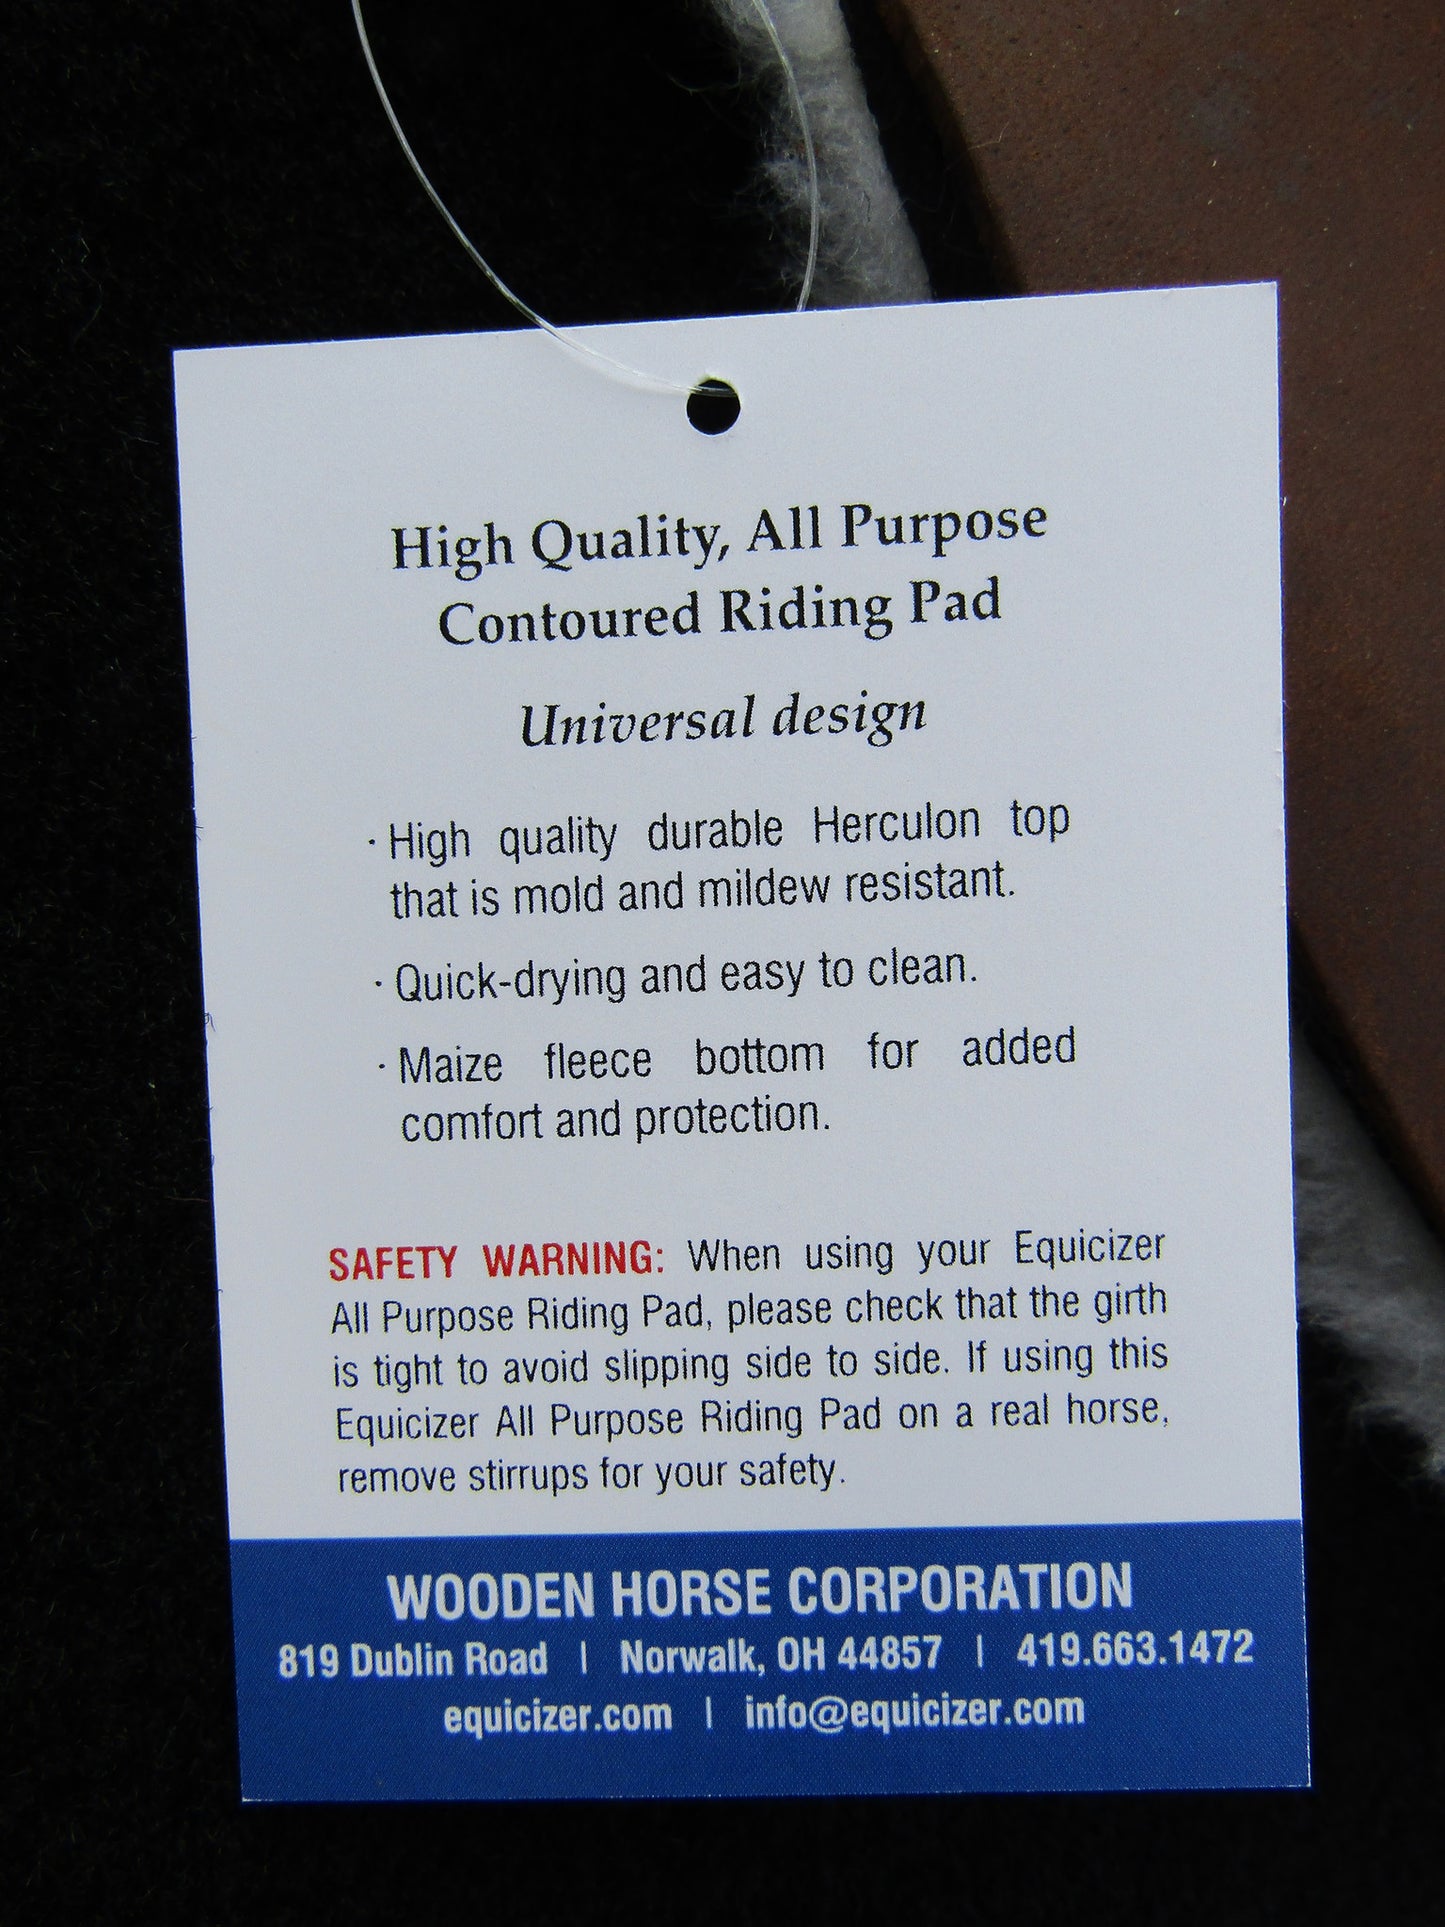 High Quality, All Purpose
Contoured Riding Pad
Universal design
· High quality durable Herculon top
that is mold and mildew resistant.
· Quick-drying and easy to clean.
· Maize fleece bottom for added
comfort and protection.
SAFETY WARNING: When using your Equicizer
All Purpose Riding Pad, please check that the girth
is tight to avoid slipping side to side. If using this
Equicizer All Purpose Riding Pad on a real horse,
remove stirrups for your safety.
WOODEN HORSE CORPORATION
819 Dublin Road | Norwalk, OH 44857 | 419.663.1472
equicizer.com | info@equicizer.com